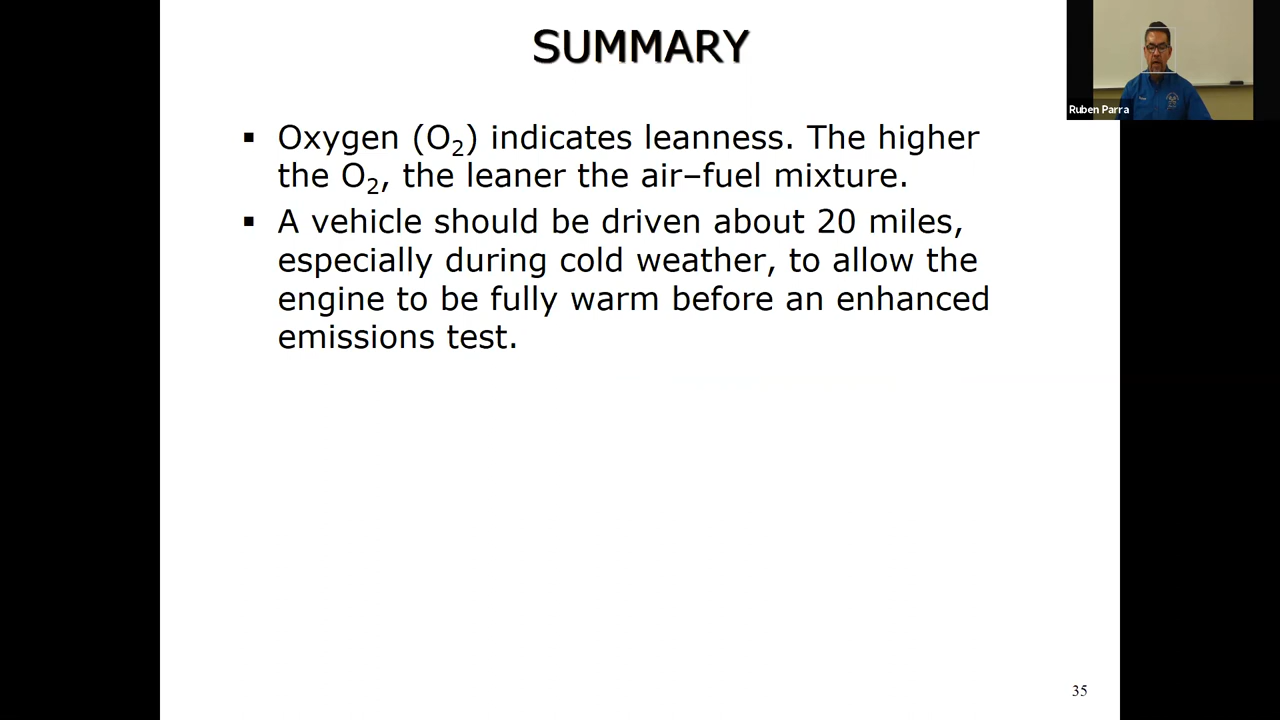 SUMMARY
Ruben Parra
▪ Oxygen (O₂) indicates leanness. The higher
the O₂, the leaner the air–fuel mixture.
▪ A vehicle should be driven about 20 miles,
especially during cold weather, to allow the
engine to be fully warm before an enhanced
emissions test.
35